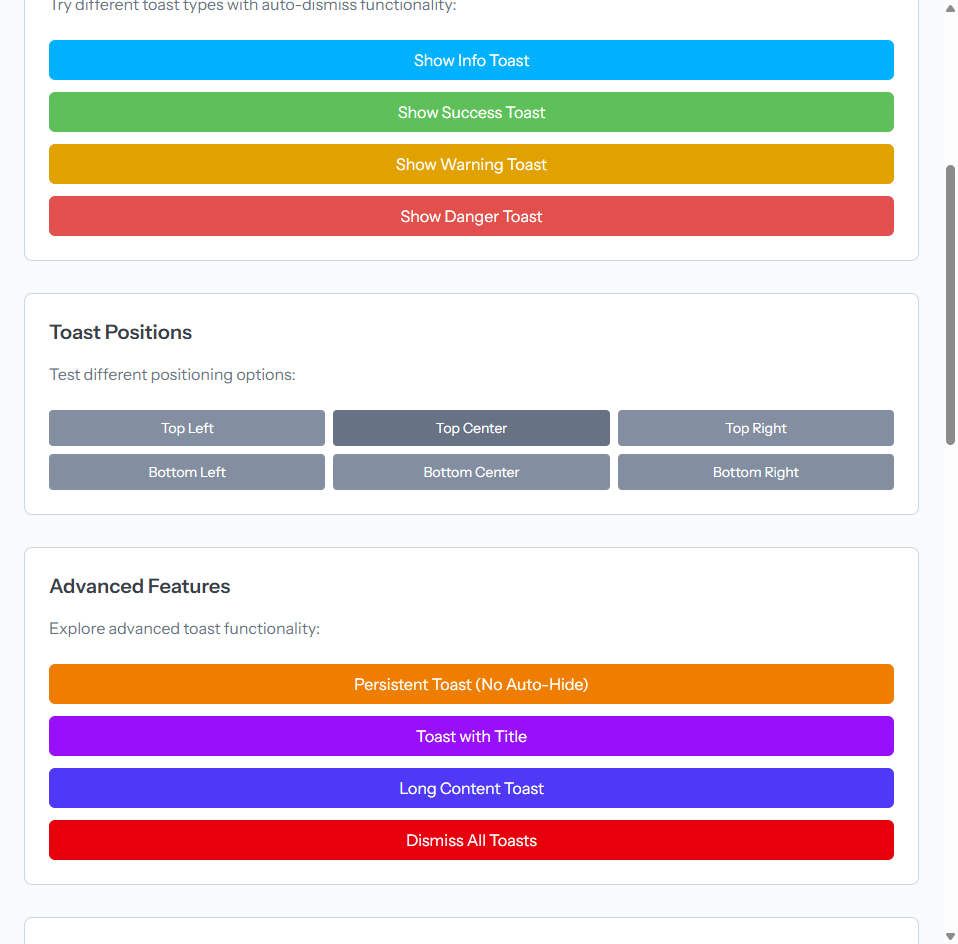 Try different toast types with auto-dismiss functionality:
Show Info Toast
Show Success Toast
Show Warning Toast
Show Danger Toast
Toast Positions
Test different positioning options:
Top Left
Top Center
Top Right
Bottom Left
Bottom Center
Bottom Right
Advanced Features
Explore advanced toast functionality:
Persistent Toast (No Auto-Hide)
Toast with Title
Long Content Toast
Dismiss All Toasts